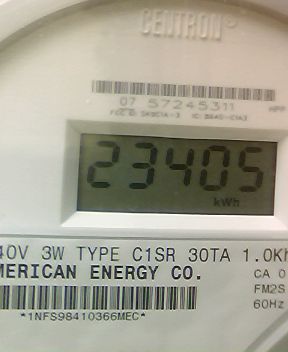 CENTRON
07 57245311
23405
kWh
40V 3W TYPE C1SR 30TA 1.0Kh
MERICAN ENERGY CO.
CA 0
FM2S
60Hz
*1NFS98410366MEC*